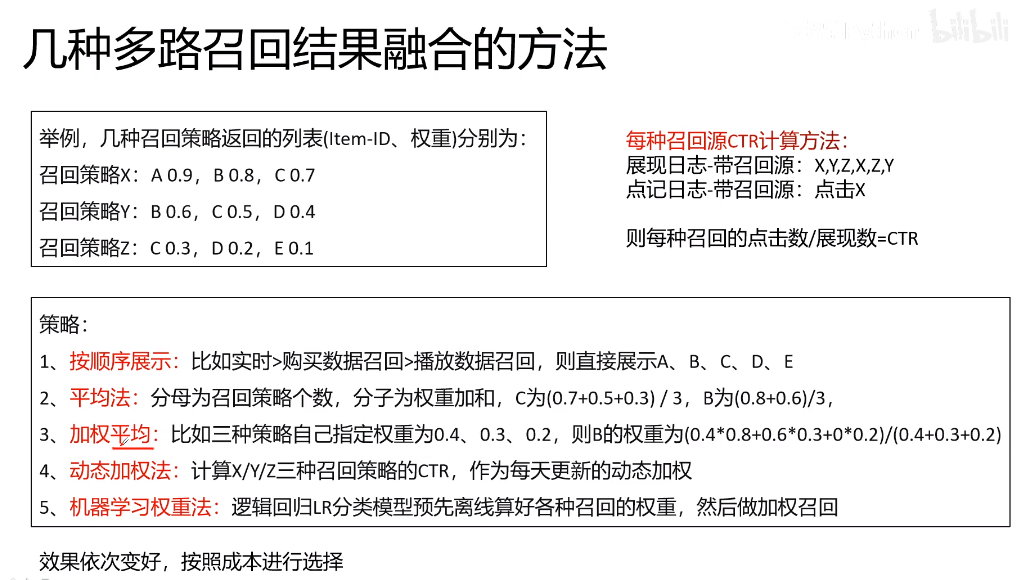 几种多路召回结果融合的方法
bilibili
举例，几种召回策略返回的列表(Item-ID、权重)分别为：
召回策略X：A 0.9，B 0.8，C 0.7
召回策略Y：B 0.6，C 0.5，D 0.4
召回策略Z：C 0.3，D 0.2，E 0.1
每种召回源CTR计算方法：
展现日志-带召回源：X,Y,Z,X,Z,Y
点记日志-带召回源：点击X
则每种召回的点击数/展现数=CTR
策略：
1、按顺序展示：比如实时>购买数据召回>播放数据召回，则直接展示A、B、C、D、E
2、平均法：分母为召回策略个数，分子为权重加和，C为(0.7+0.5+0.3) / 3，B为(0.8+0.6)/3，
3、加权平均：比如三种策略自己指定权重为0.4、0.3、0.2，则B的权重为(0.4*0.8+0.6*0.3+0*0.2)/(0.4+0.3+0.2)
4、动态加权法：计算X/Y/Z三种召回策略的CTR，作为每天更新的动态加权
5、机器学习权重法：逻辑回归LR分类模型预先离线算好各种召回的权重，然后做加权召回
效果依次变好，按照成本进行选择